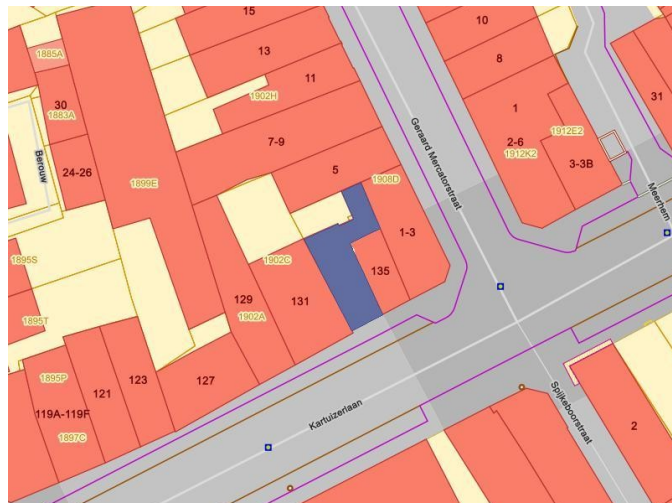 15
10
1885A
13
8
11
31
30
1883A
1902H
1
Geraard Mercatorstraat
7-9
2-6
1912E2
1912K2
3-3B
Berouw
24-26
5
1908D
1899E
Meerhem
1-3
1895S
1902C
135
129
131
1902A
1895T
123
127
1895P
121
119A-119F
1897C
Kartuizerlaan
Spijkeboorstraat
2